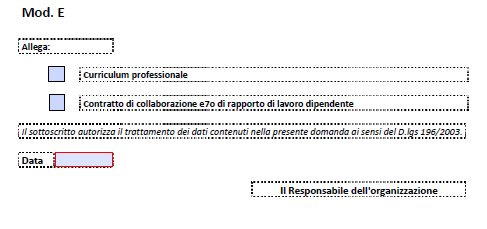 Mod. E
Allega:
Curriculum professionale
Contratto di collaborazione e7o di rapporto di lavoro dipendente
Il sottoscritto autorizza il trattamento dei dati contenuti nella presente domanda ai sensi del D.lgs 196/2003.
Data
Il Responsabile dell'organizzazione